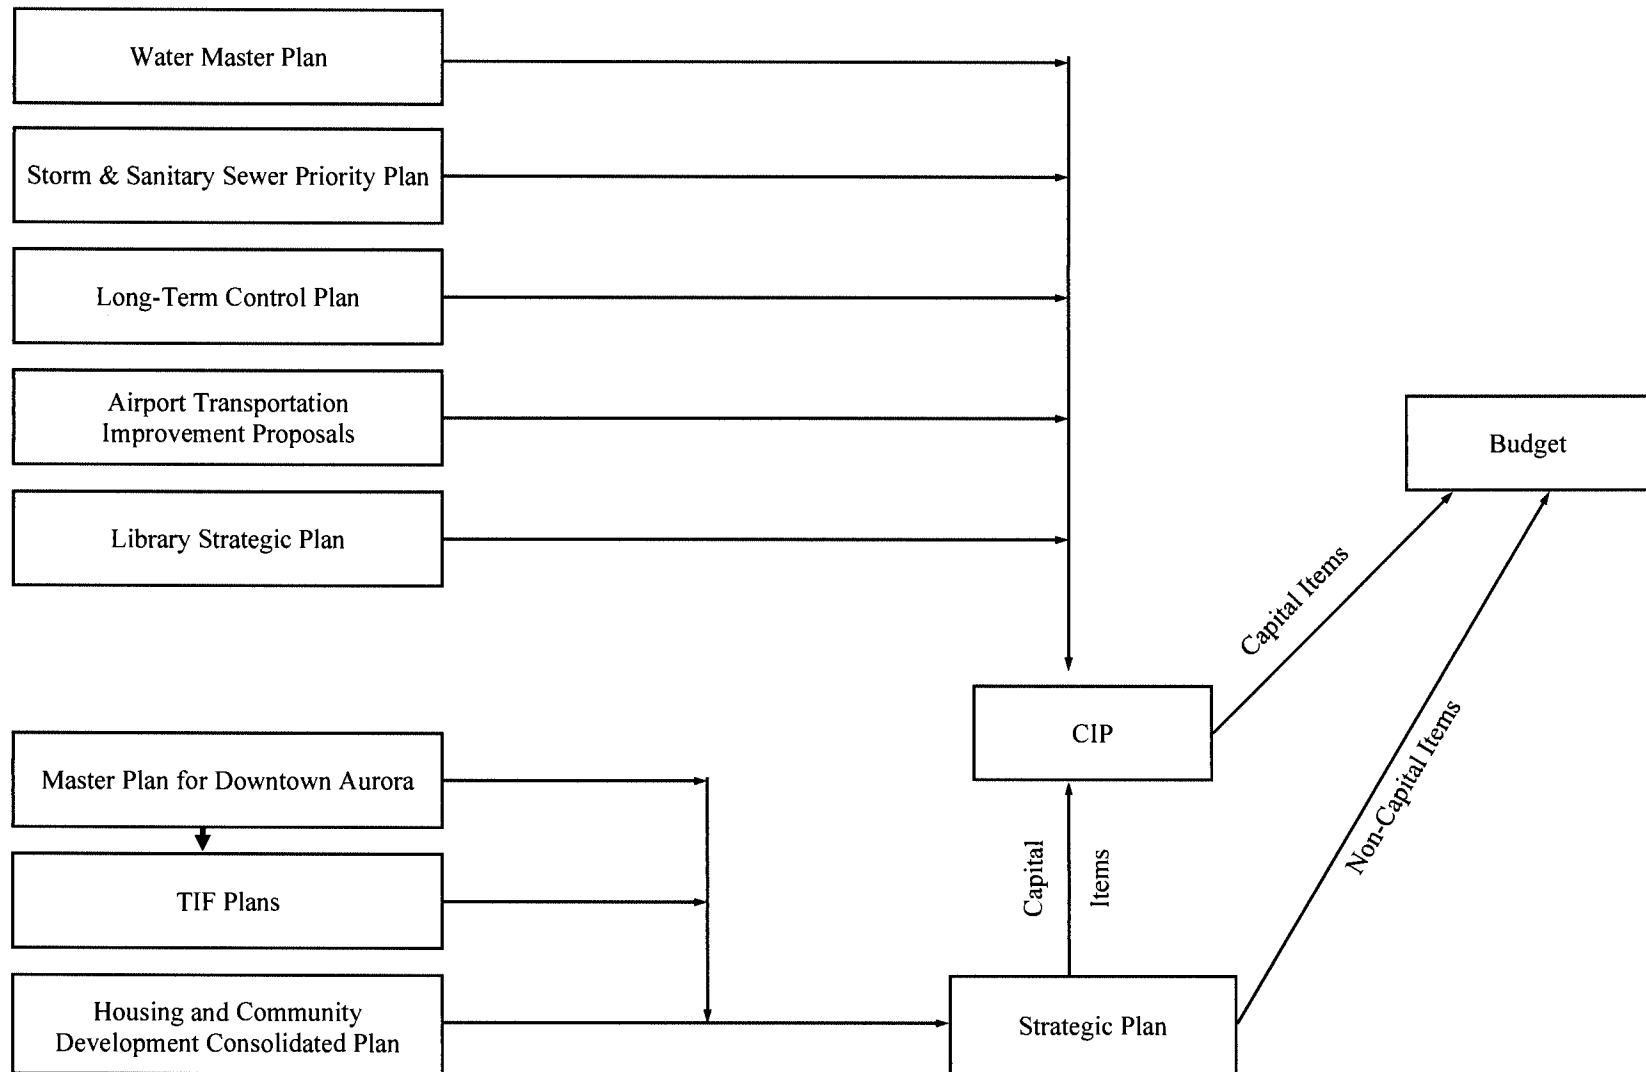 Water Master Plan
Storm & Sanitary Sewer Priority Plan
Long-Term Control Plan
Airport Transportation
Improvement Proposals
Budget
Library Strategic Plan
Capital Items
CIP
Non-Capital Items
Master Plan for Downtown Aurora
Capital
Items
TIF Plans
Housing and Community
Development Consolidated Plan
Strategic Plan